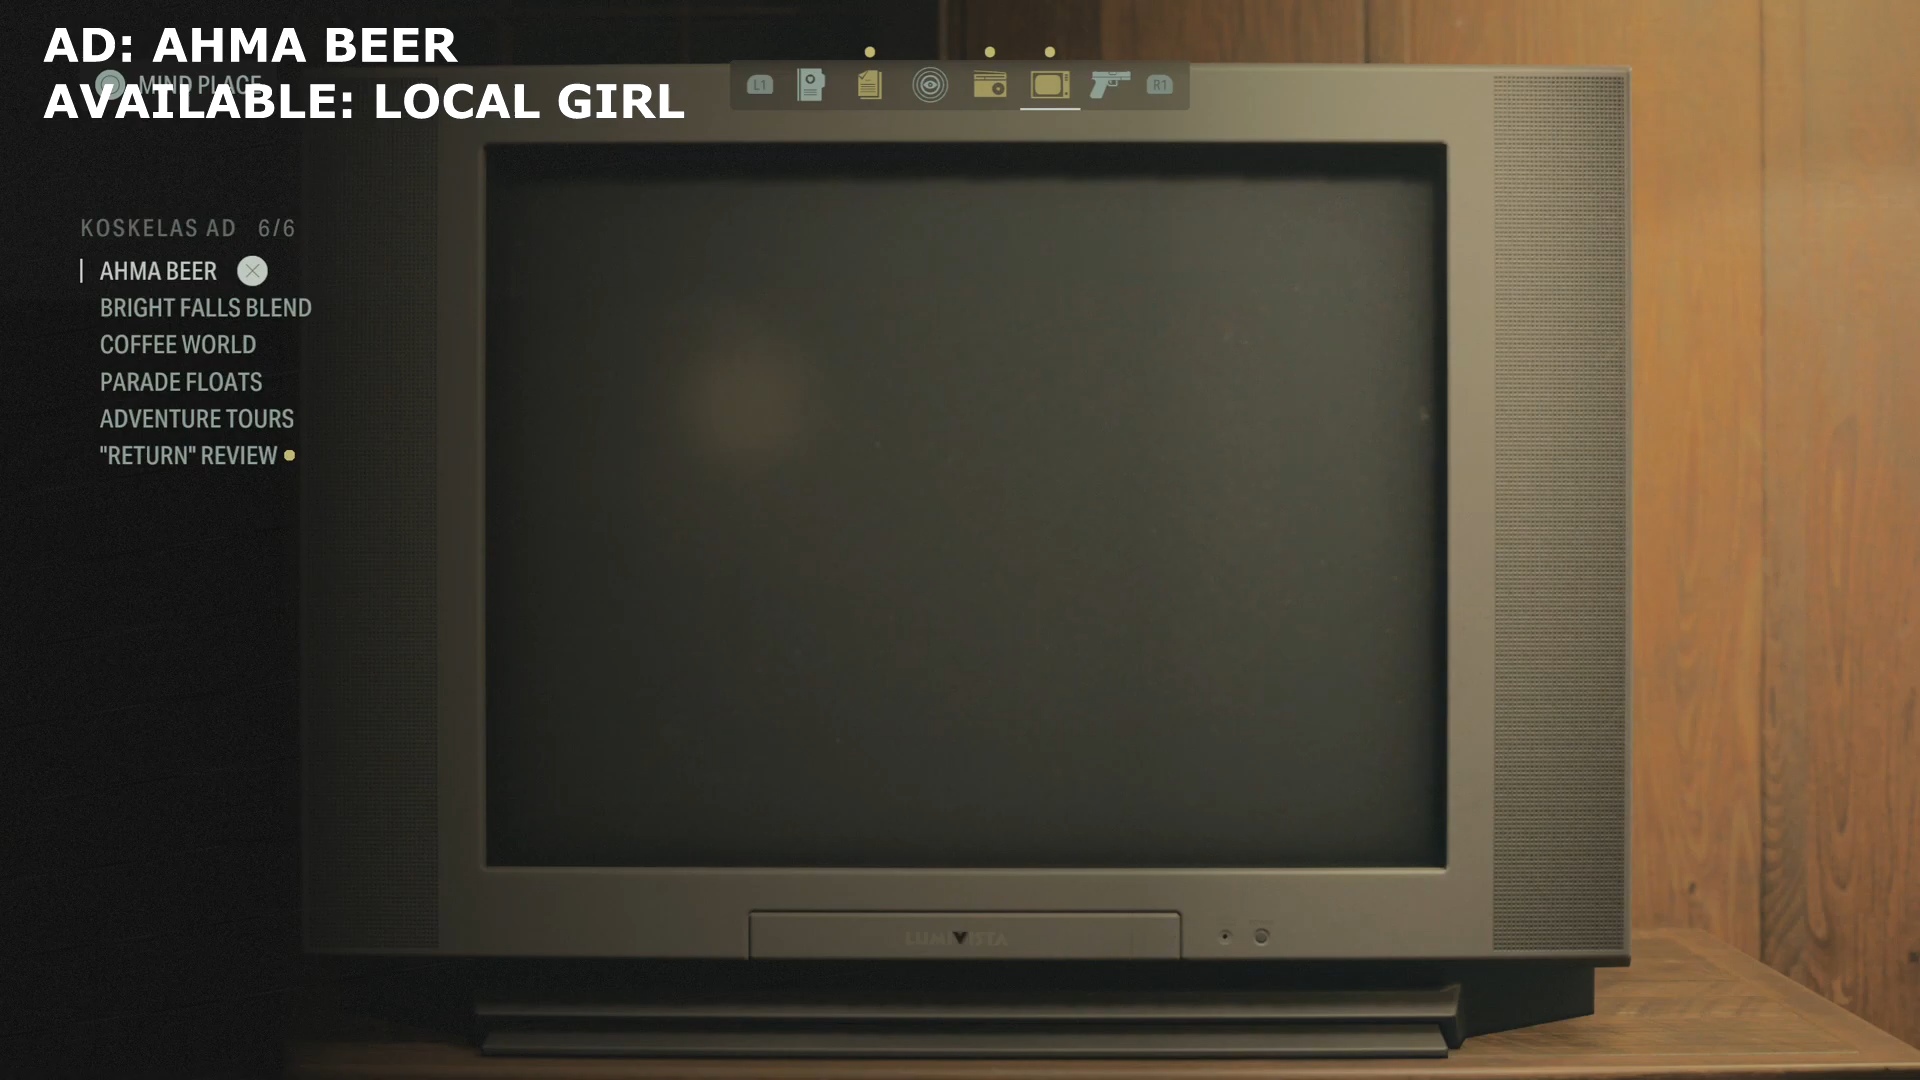 AD: AHMA BEER
AVAILABLE: LOCAL GIRL
MIND PLACE
L1
R1
KOSKELAS AD 6/6
AHMA BEER
BRIGHT FALLS BLEND
COFFEE WORLD
PARADE FLOATS
ADVENTURE TOURS
"RETURN" REVIEW
LUMIVISTA